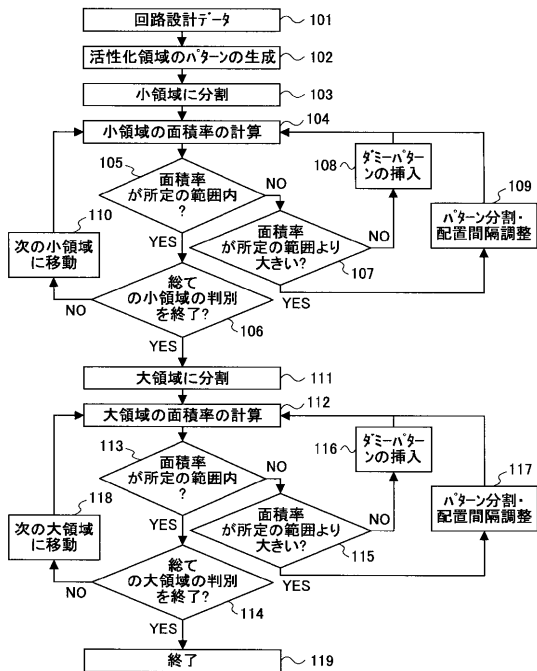 回路設計データ
101
活性化領域のパターンの生成
102
小領域に分割
103
小領域の面積率の計算
104
105
面積率
が所定の範囲内
?
NO
YES
108
ダミーパター
ンの挿入
109
パターン分割・
配置間隔調整
110
次の小領域
に移動
面積率
が所定の範囲より
大きい?
NO
107
YES
総て
の小領域の判別
を終了?
NO
106
YES
大領域に分割
111
大領域の面積率の計算
112
113
面積率
が所定の範囲内
?
NO
YES
116
ダミーパター
ンの挿入
117
パターン分割・
配置間隔調整
118
次の大領域
に移動
面積率
が所定の範囲より
大きい?
NO
115
YES
総て
の大領域の判別
を終了?
NO
114
YES
終了
119